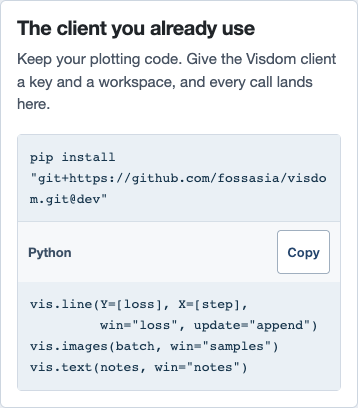 The client you already use
Keep your plotting code. Give the Visdom client
a key and a workspace, and every call lands
here.
pip install
"git+https://github.com/fossasia/visdo
m.git@dev"
Python
Copy
vis.line(Y=[loss], X=[step],
         win="loss", update="append")
vis.images(batch, win="samples")
vis.text(notes, win="notes")